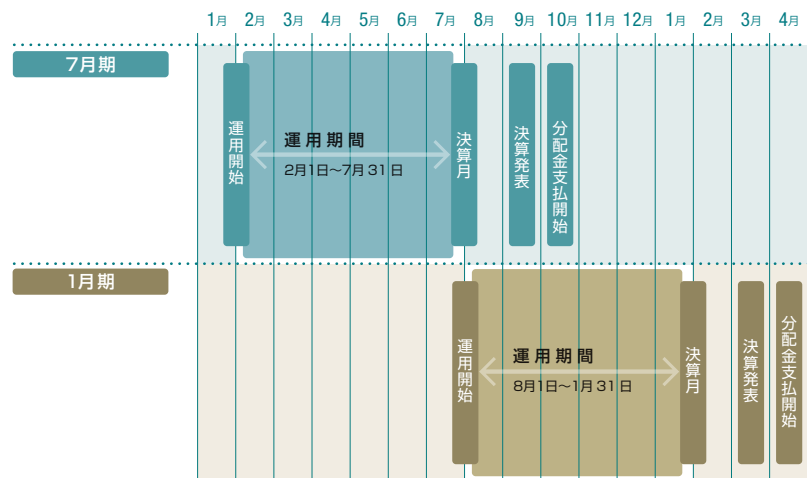 1月 2月 3月 4月 5月 6月 7月 8月 9月 10月 11月 12月 1月 2月 3月 4月
7月期
運用開始
運用期間
2月1日〜7月31日
決算月
決算発表
分配金支払開始
1月期
運用開始
運用期間
8月1日〜1月31日
決算月
決算発表
分配金支払開始